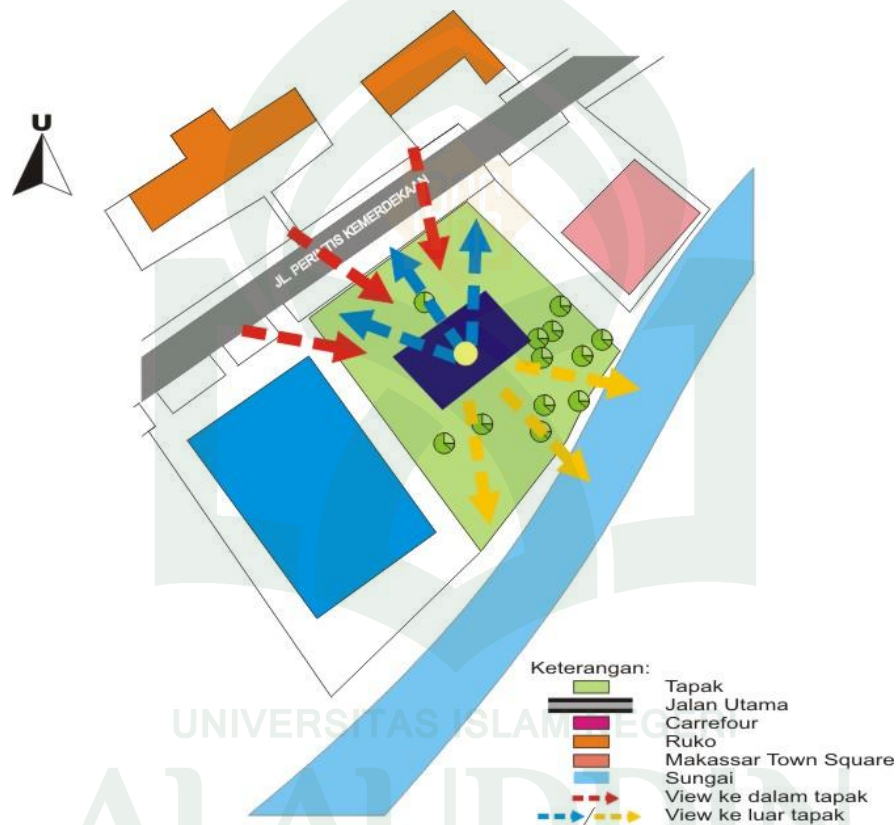 U
JL. PERINTIS KEMERDEKAAN
Keterangan:
Tapak
Jalan Utama
Carrefour
Ruko
Makassar Town Square
Sungai
View ke dalam tapak
View ke luar tapak
UNIVERSITAS ISLAM NEGERI
ALAUDDIN